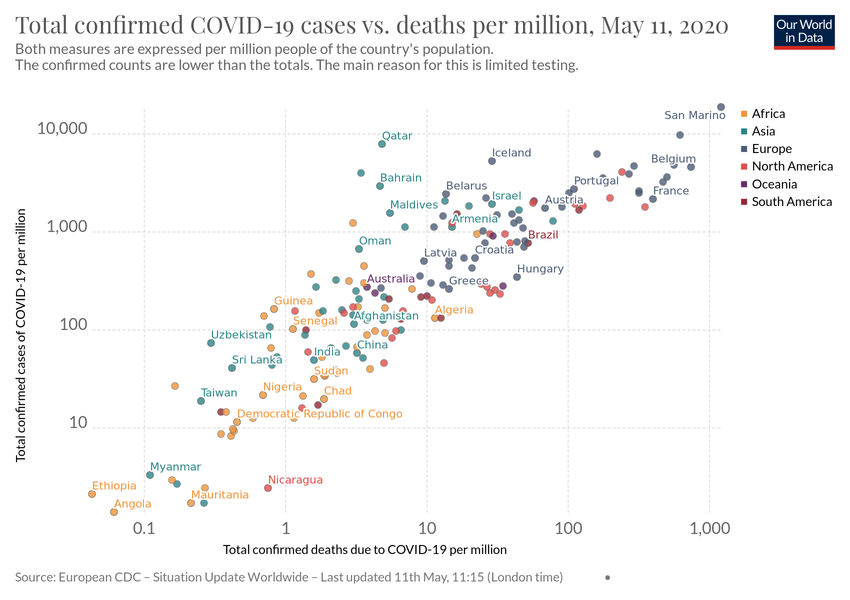 Total confirmed COVID-19 cases vs. deaths per million, May 11, 2020
Our World
in Data
Both measures are expressed per million people of the country's population.
The confirmed counts are lower than the totals. The main reason for this is limited testing.
Total confirmed cases of COVID-19 per million
10,000
1,000
100
10
San Marino
Qatar
Iceland
Belgium
Bahrain
Belarus
Portugal
France
Maldives
Israel
Austria
Armenia
Oman
Brazil
Latvia
Croatia
Australia
Greece
Hungary
Guinea
Senegal
Afghanistan
Algeria
Uzbekistan
India
China
Sri Lanka
Sudan
Taiwan
Nigeria
Chad
Democratic Republic of Congo
Myanmar
Nicaragua
Ethiopia
Mauritania
Angola
0.1
1
10
100
1,000
Total confirmed deaths due to COVID-19 per million
Africa
Asia
Europe
North America
Oceania
South America
Source: European CDC – Situation Update Worldwide – Last updated 11th May, 11:15 (London time)